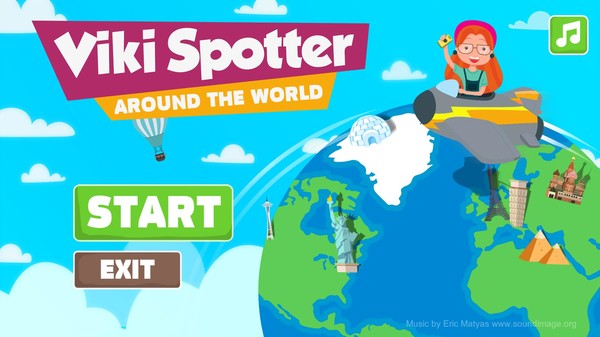 Viki Spotter
AROUND THE WORLD
START
EXIT
Music by Eric Matyas www.soundimage.org